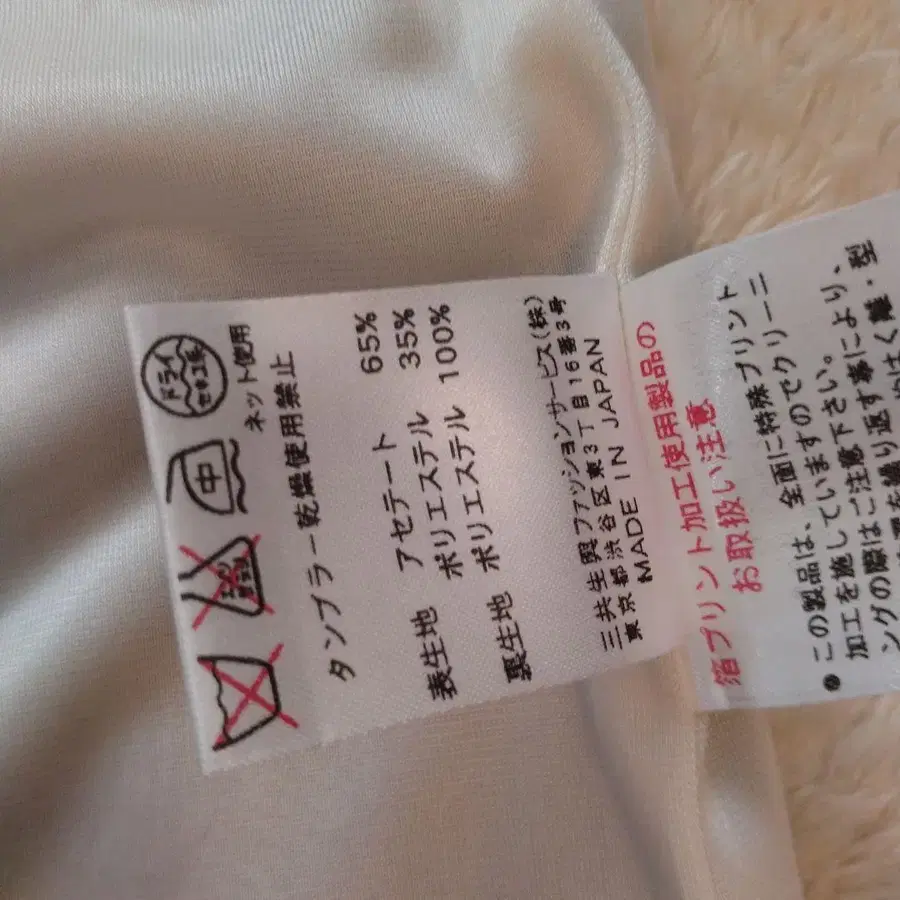 中
ドライ
セキユ系
ネット使用
タンブラー乾燥使用禁止
表生地 アセテート 65%
ポリエステル 35%
裏生地 ポリエステル 100%
三共生興ファッションサービス(株)
東京都渋谷区東3丁目16番3号
MADE IN JAPAN
箔プリント加工使用製品の
お取扱い注意
●この製品は、全面に特殊プリント
加工を施していますのでクリーニ
ングの際はご注意下さい。